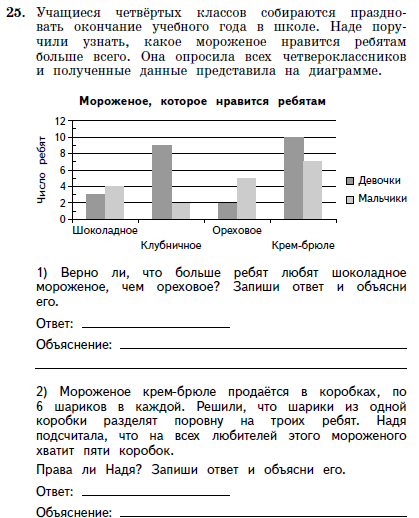 25. Учащиеся четвёртых классов собираются праздно-
вать окончание учебного года в школе. Наде пору-
чили узнать, какое мороженое нравится ребятам
больше всего. Она опросила всех четвероклассников
и полученные данные представила на диаграмме.
Мороженое, которое нравится ребятам
Число ребят
12
10
8
6
4
2
0
Девочки
Мальчики
Шоколадное
Клубничное
Ореховое
Крем-брюле
1) Верно ли, что больше ребят любят шоколадное
мороженое, чем ореховое? Запиши ответ и объясни
его.
Ответ:
Объяснение:
2) Мороженое крем-брюле продаётся в коробках, по
6 шариков в каждой. Решили, что шарики из одной
коробки разделят поровну на троих ребят. Надя
подсчитала, что на всех любителей этого мороженого
хватит пяти коробок.
Права ли Надя? Запиши ответ и объясни его.
Ответ:
Объяснение: